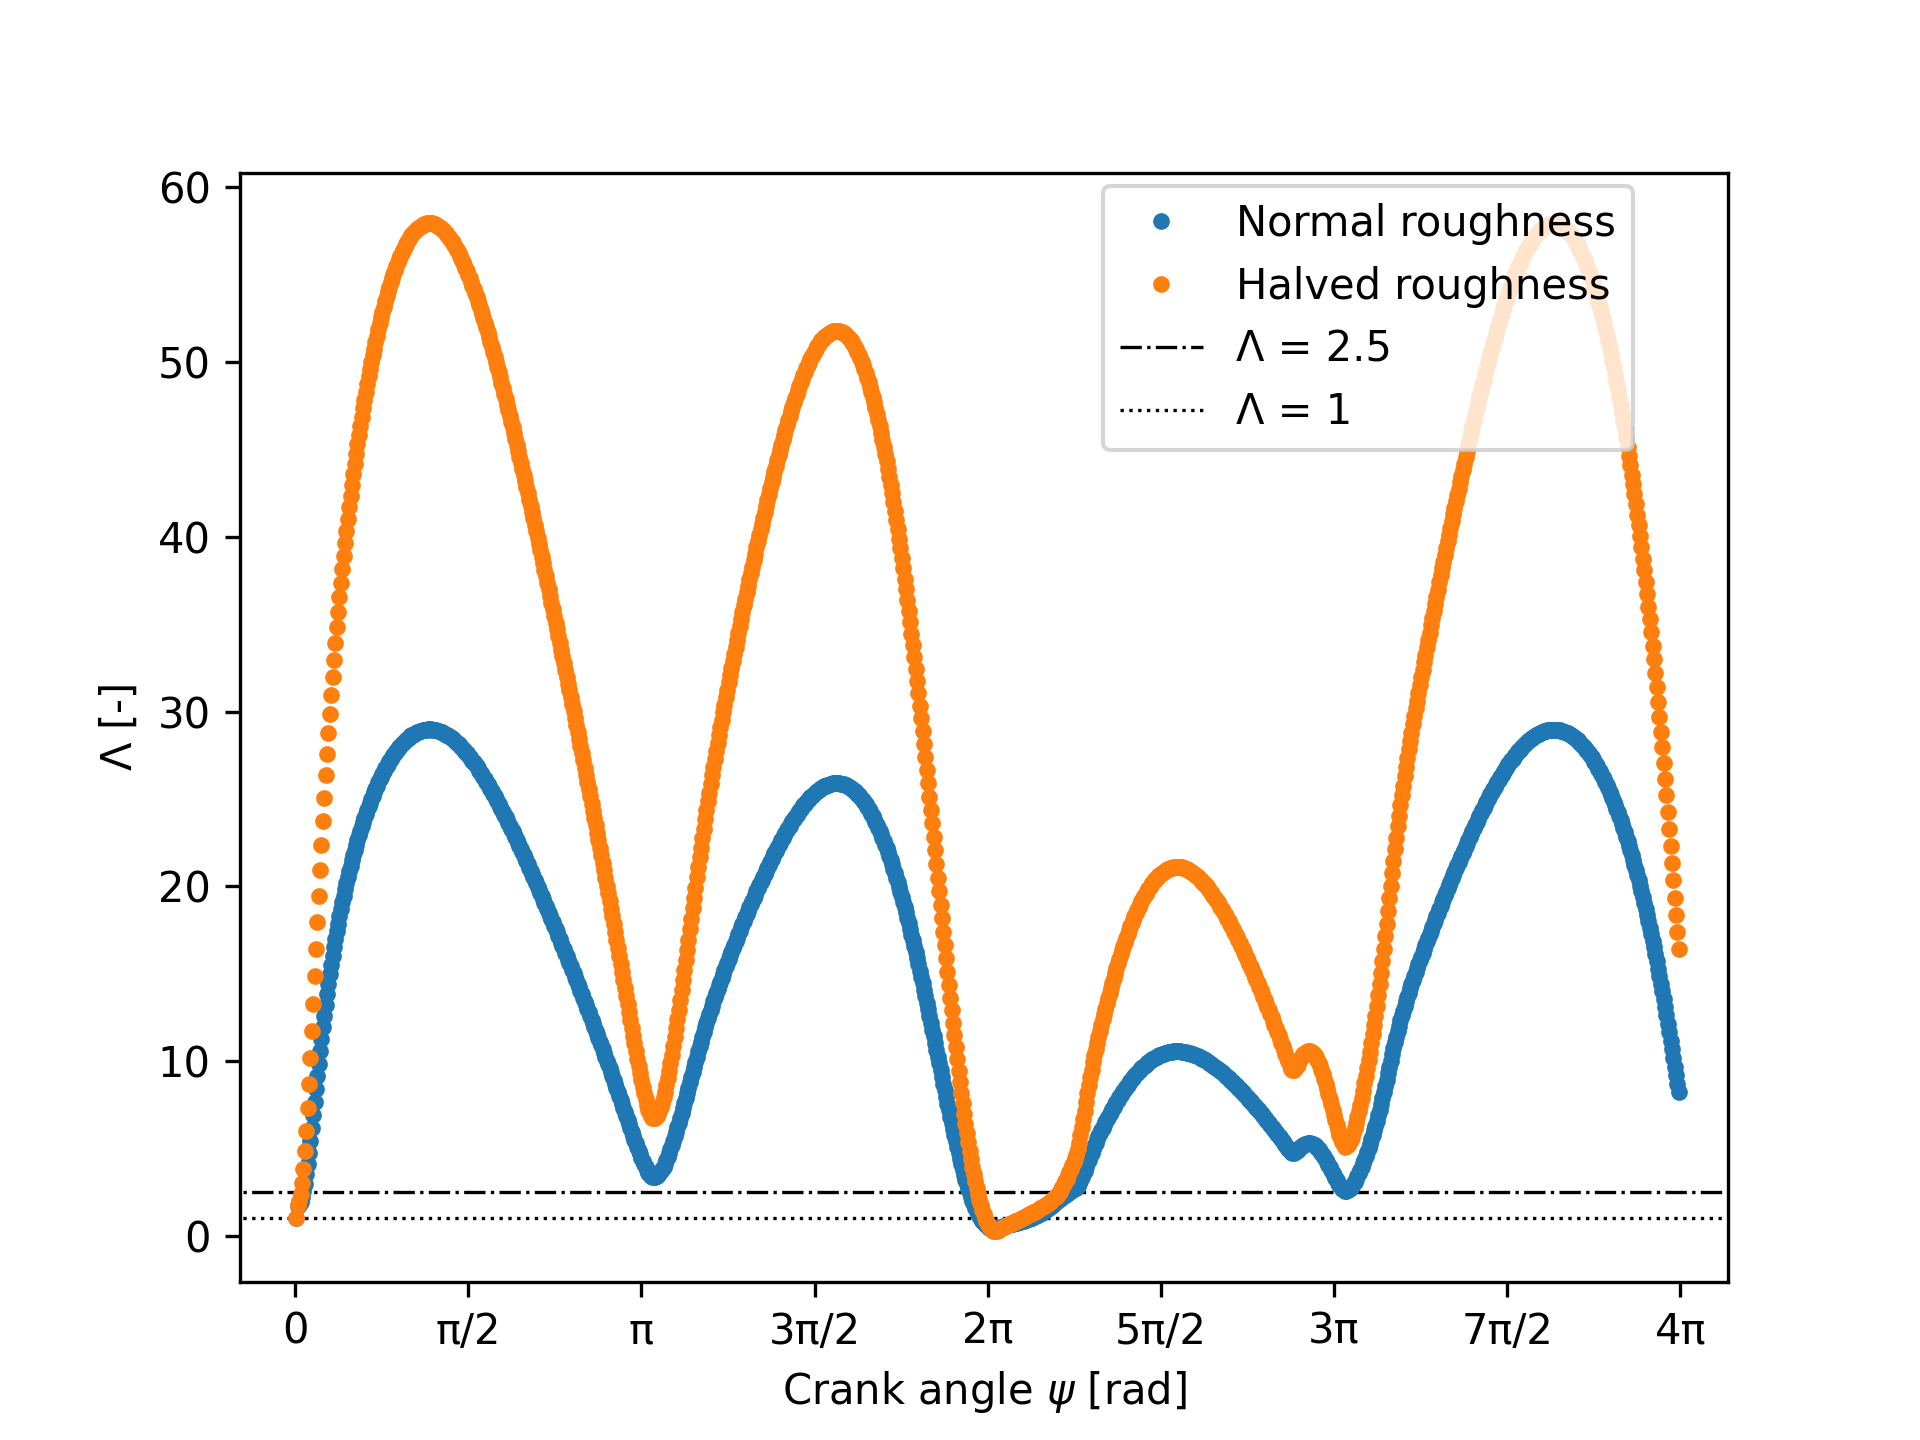 60
50
40
30
20
10
0
Λ [-]
Normal roughness
Halved roughness
Λ = 2.5
Λ = 1
0 π/2 π 3π/2 2π 5π/2 3π 7π/2 4π
Crank angle ψ [rad]